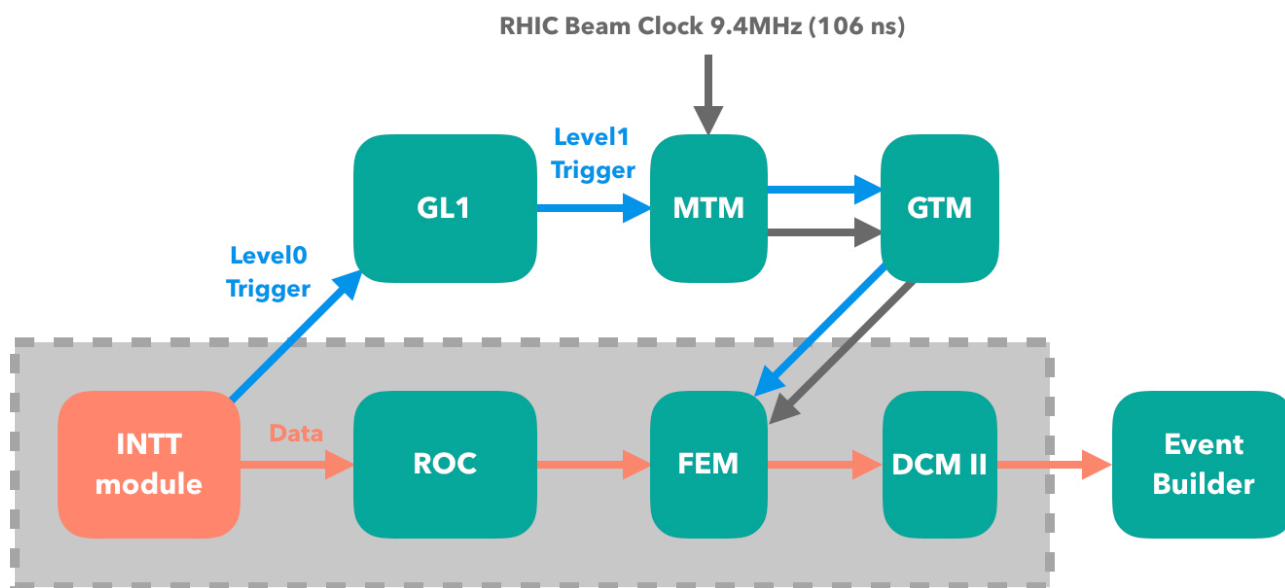 RHIC Beam Clock 9.4MHz (106 ns)
Level1
Trigger
GL1
MTM
GTM
Level0
Trigger
INTT
module
Data
ROC
FEM
DCM II
Event
Builder